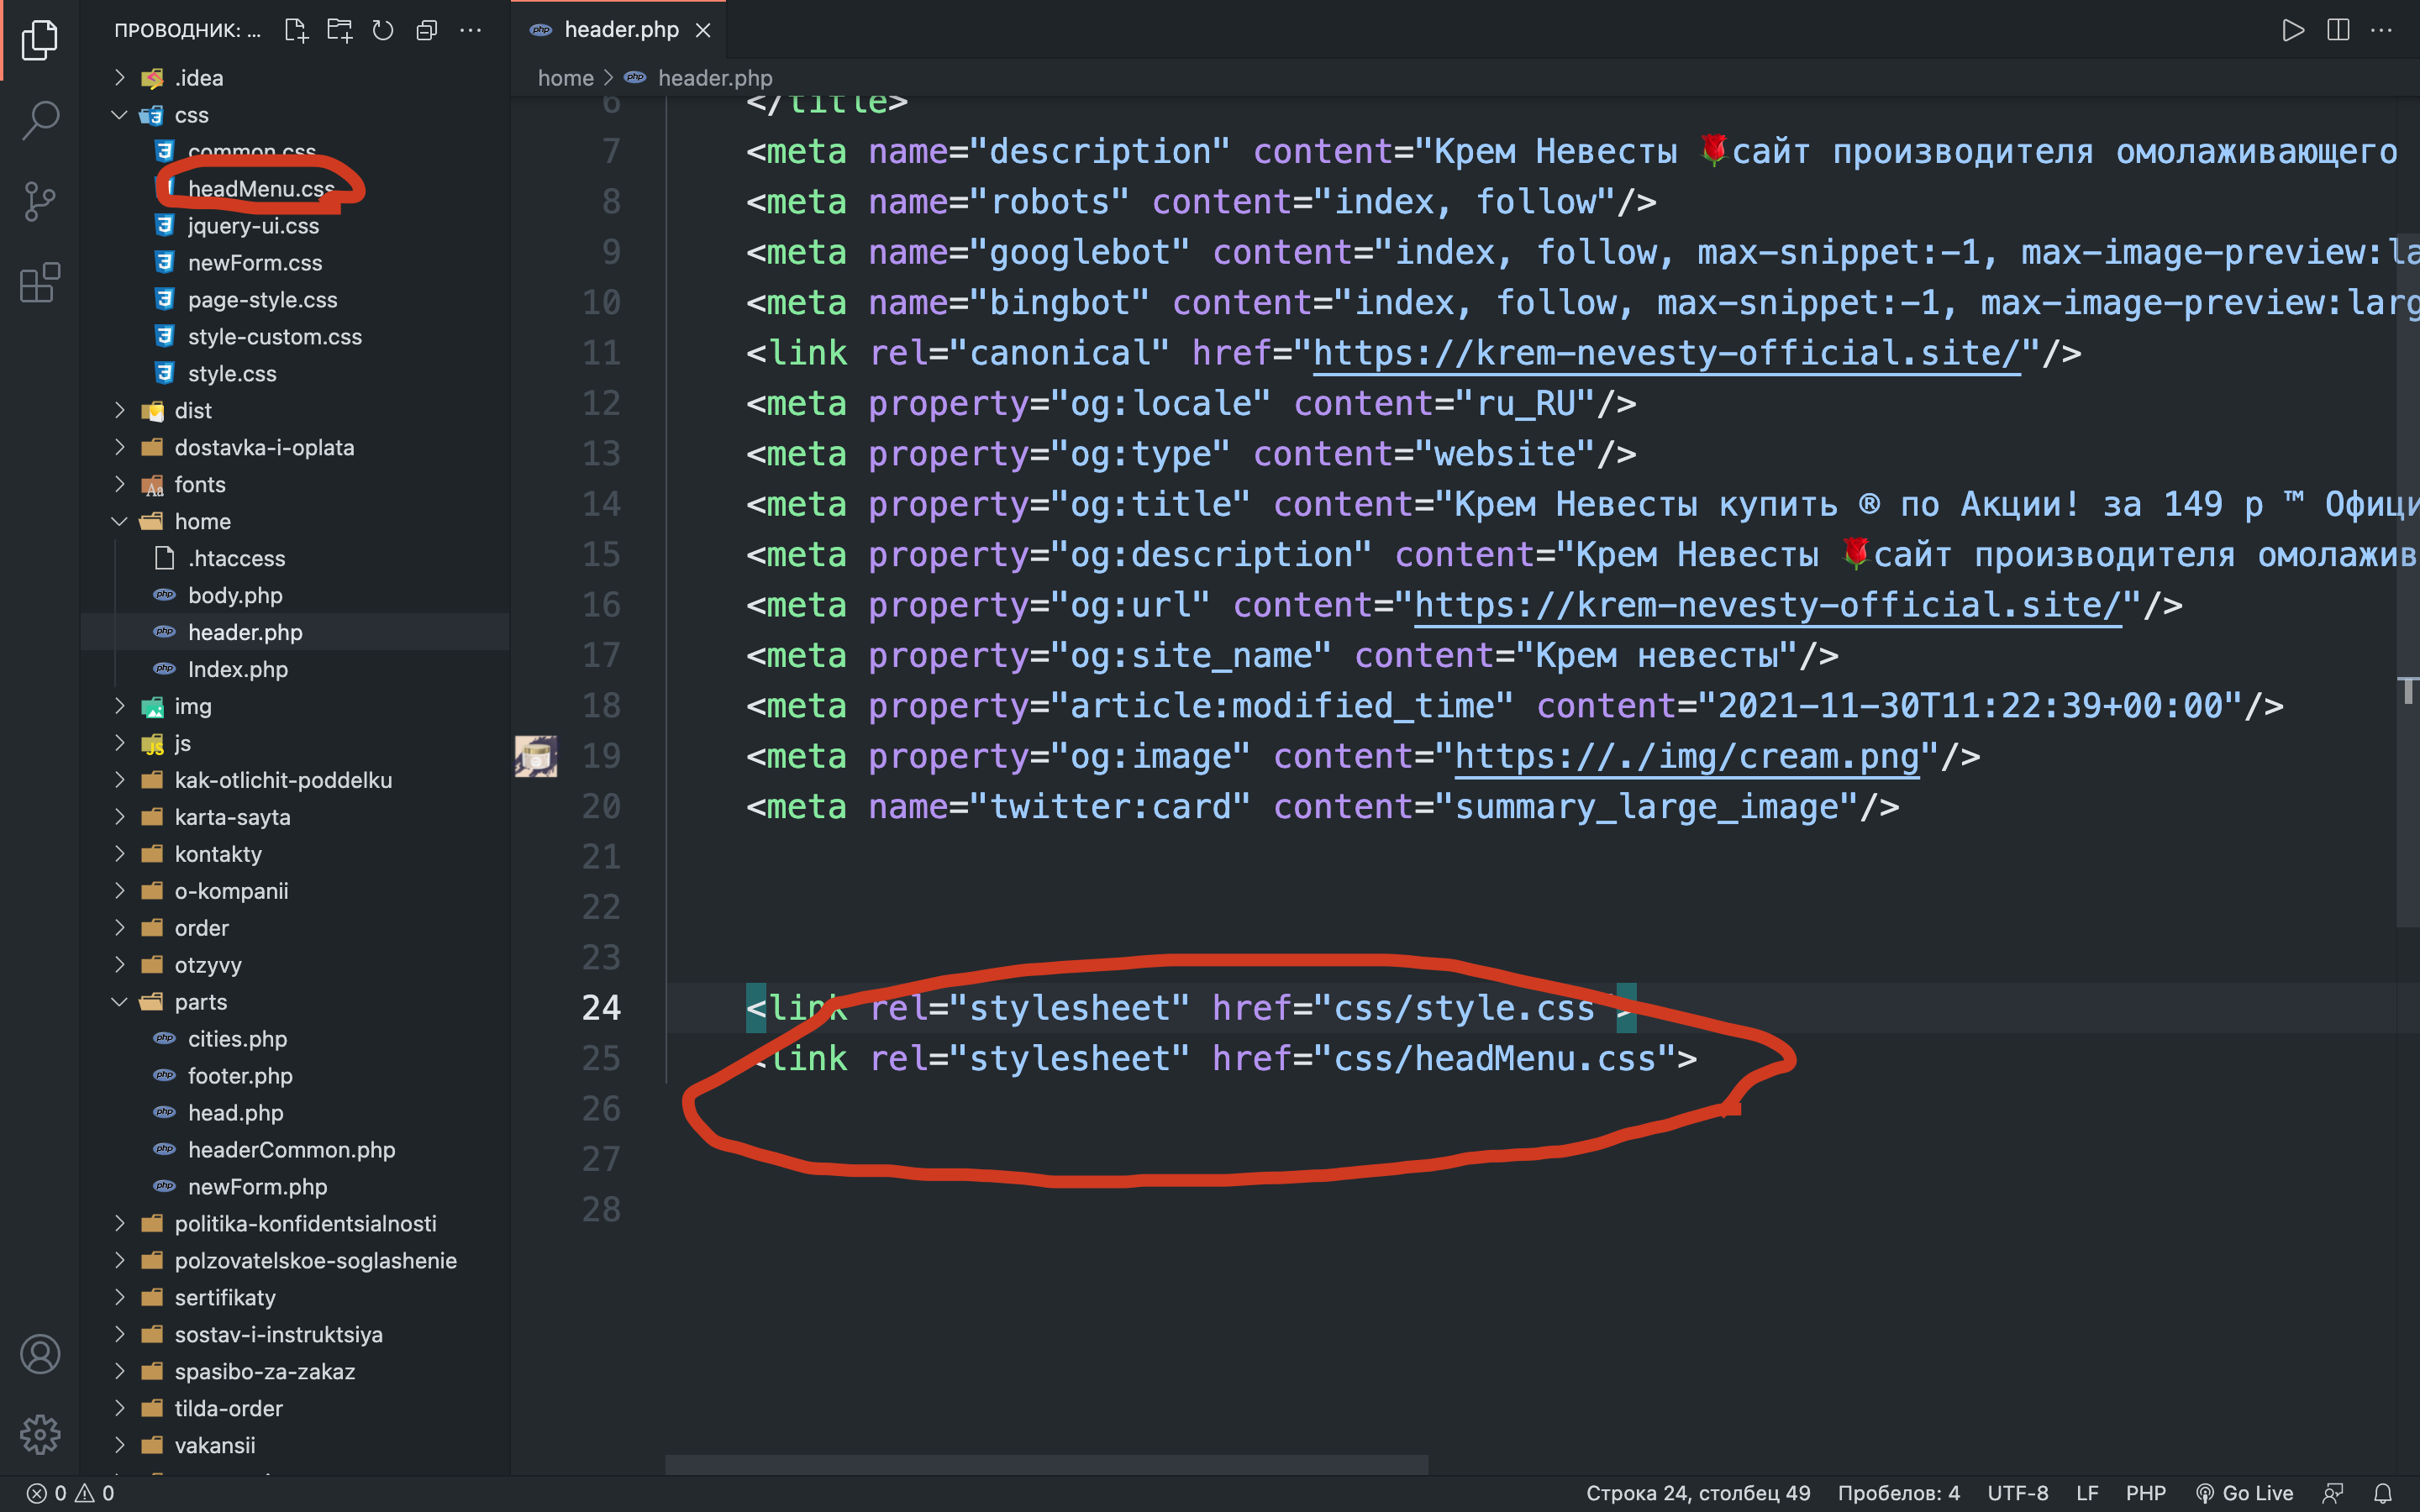 ПРОВОДНИК: ...
.idea
css
common.css
headMenu.css
jquery-ui.css
newForm.css
page-style.css
style-custom.css
style.css
dist
dostavka-i-oplata
fonts
home
.htaccess
body.php
header.php
Index.php
img
js
kak-otlichit-poddelku
karta-sayta
kontakty
o-kompanii
order
otzyvy
parts
cities.php
footer.php
head.php
headerCommon.php
newForm.php
politika-konfidentsialnosti
polzovatelskoe-soglashenie
sertifikaty
sostav-i-instruktsiya
spasibo-za-zakaz
tilda-order
vakansii
header.php
home > header.php
6 </title>
7 <meta name="description" content="Крем Невесты 🌹сайт производителя омолаживающего
8 <meta name="robots" content="index, follow"/>
9 <meta name="googlebot" content="index, follow, max-snippet:-1, max-image-preview:la
10 <meta name="bingbot" content="index, follow, max-snippet:-1, max-image-preview:larg
11 <link rel="canonical" href="https://krem-nevesty-official.site/"/>
12 <meta property="og:locale" content="ru_RU"/>
13 <meta property="og:type" content="website"/>
14 <meta property="og:title" content="Крем Невесты купить ® по Акции! за 149 р ™ Офици
15 <meta property="og:description" content="Крем Невесты 🌹сайт производителя омолажив
16 <meta property="og:url" content="https://krem-nevesty-official.site/"/>
17 <meta property="og:site_name" content="Крем невесты"/>
18 <meta property="article:modified_time" content="2021-11-30T11:22:39+00:00"/>
19 <meta property="og:image" content="https://./img/cream.png"/>
20 <meta name="twitter:card" content="summary_large_image"/>
21
22
23
24 <link rel="stylesheet" href="css/style.css">
25 <link rel="stylesheet" href="css/headMenu.css">
26
27
28
0 0
Строка 24, столбец 49 Пробелов: 4 UTF-8 LF PHP Go Live